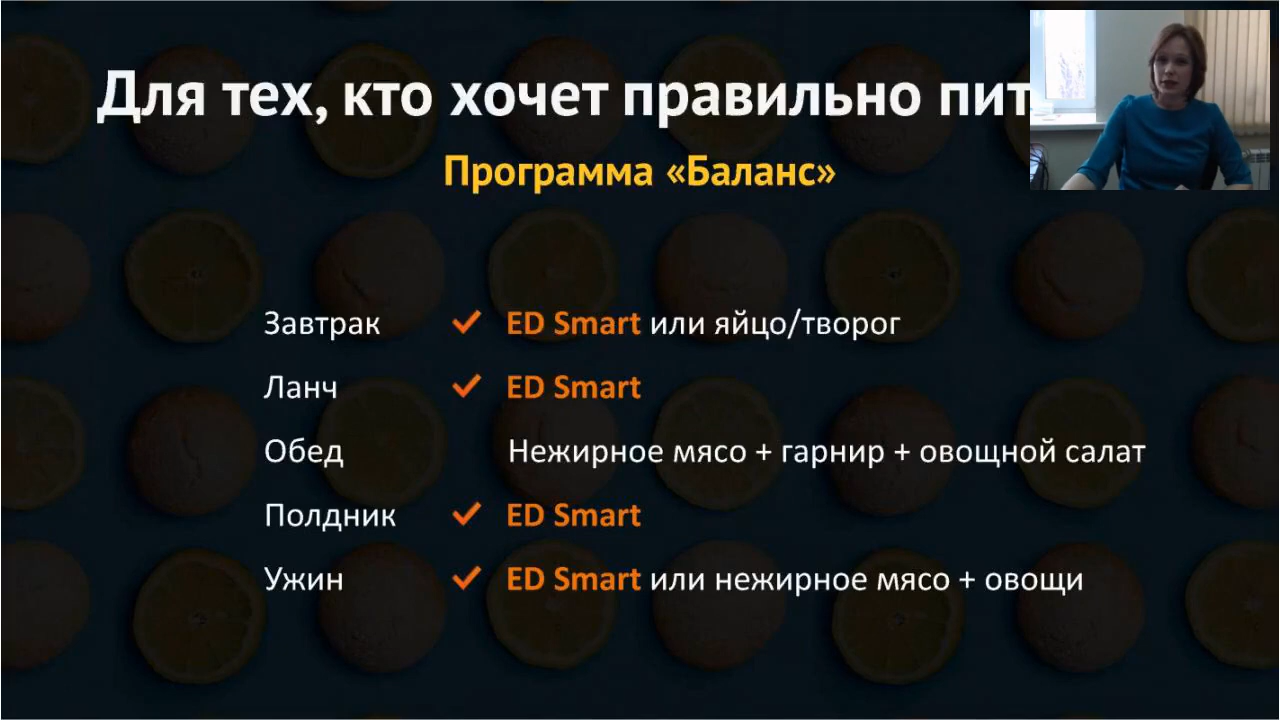 Для тех, кто хочет правильно
Программа «Баланс»
Завтрак ED Smart или яйцо/творог
Ланч ED Smart
Обед Нежирное мясо + гарнир + овощной салат
Полдник ED Smart
Ужин ED Smart или нежирное мясо + овощи